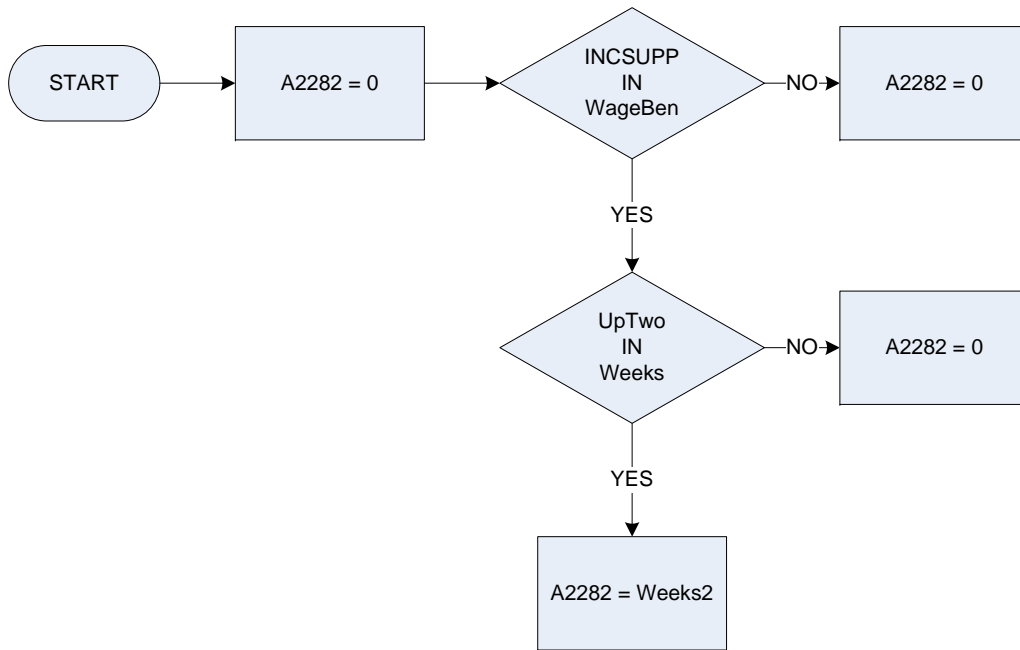 START
A2282 = 0
INCSUPP
IN
WageBen
NO
A2282 = 0
YES
UpTwo
IN
Weeks
NO
A2282 = 0
YES
A2282 = Weeks2